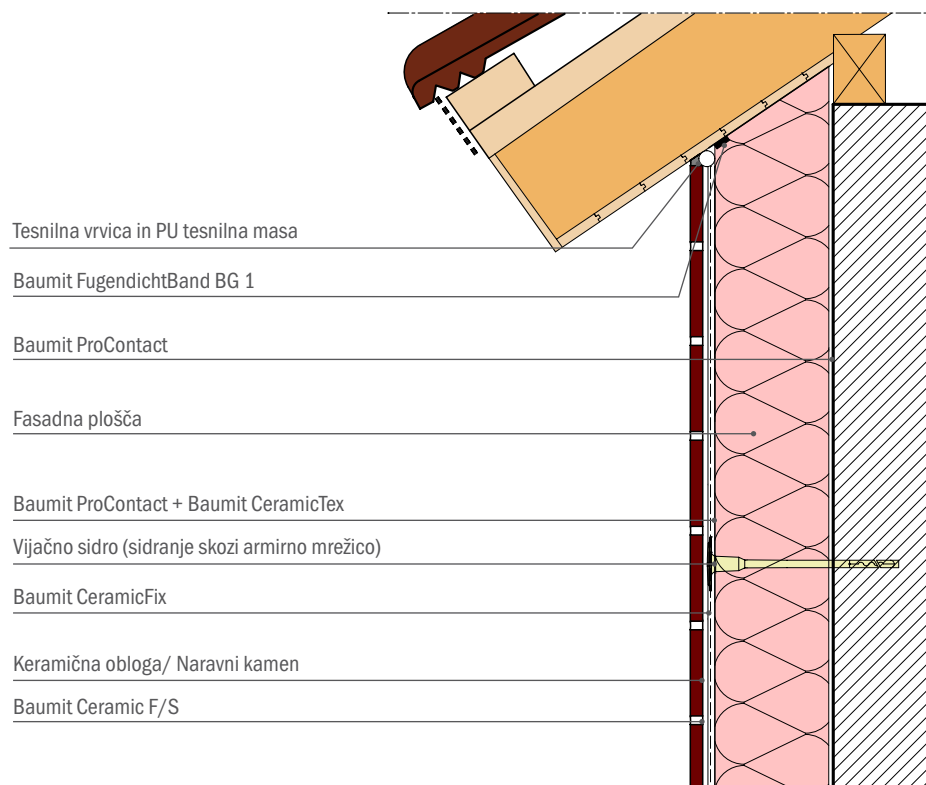 Tesnilna vrvica in PU tesnilna masa
Baumit FugendichtBand BG 1
Baumit ProContact
Fasadna plošča
Baumit ProContact + Baumit CeramicTex
Vijačno sidro (sidranje skozi armirno mrežico)
Baumit CeramicFix
Keramična obloga/ Naravni kamen
Baumit Ceramic F/S